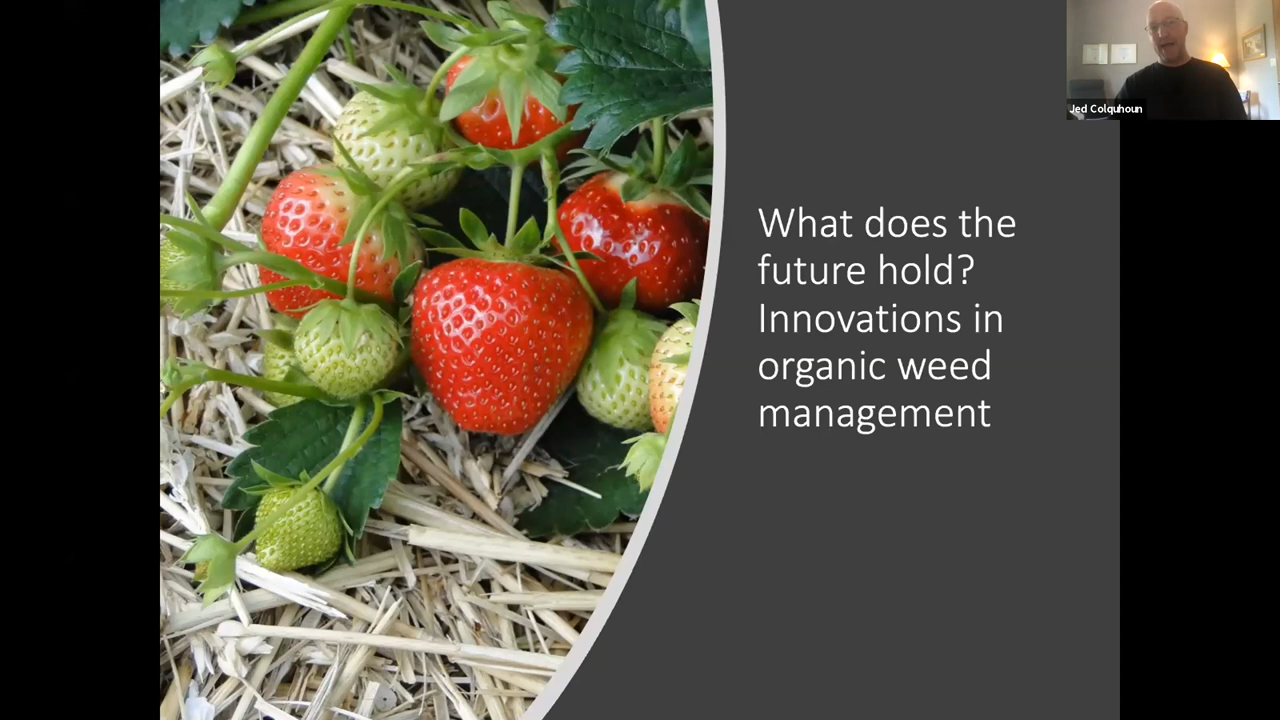 Jed Colquhoun
What does the
future hold?
Innovations in
organic weed
management